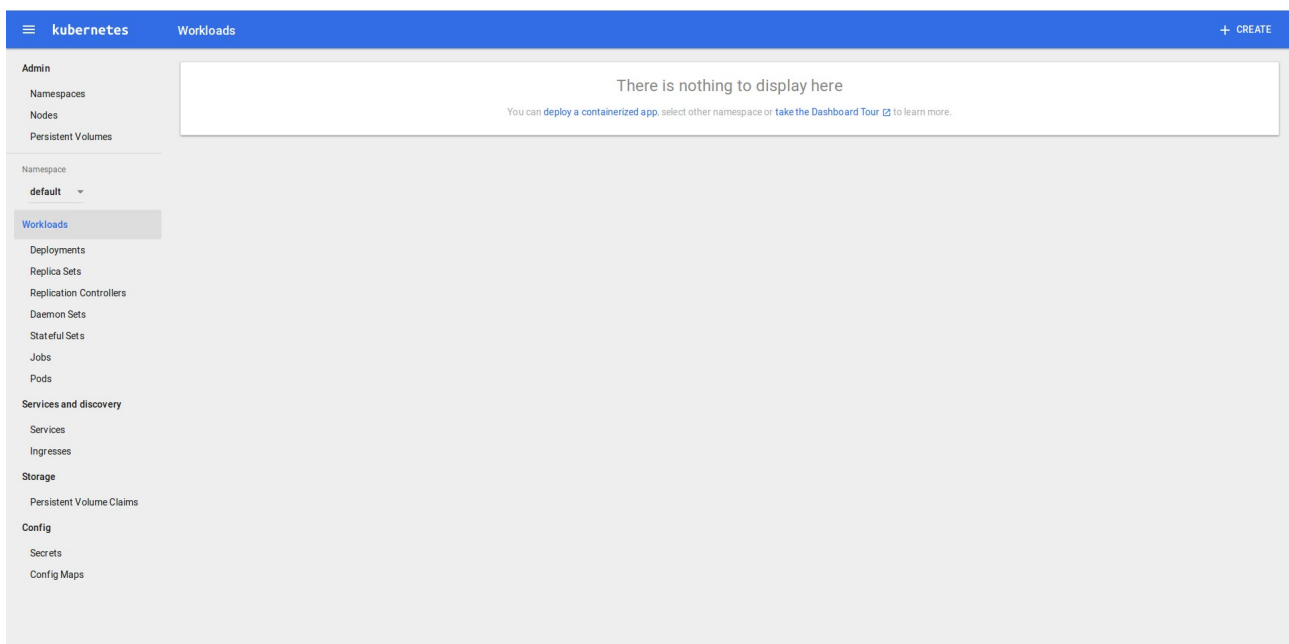 kubernetes Workloads + CREATE
Admin
Namespaces
Nodes
Persistent Volumes
Namespace
default
Workloads
Deployments
Replica Sets
Replication Controllers
Daemon Sets
Stateful Sets
Jobs
Pods
Services and discovery
Services
Ingresses
Storage
Persistent Volume Claims
Config
Secrets
Config Maps
There is nothing to display here
You can deploy a containerized app, select other namespace or take the Dashboard Tour to learn more.